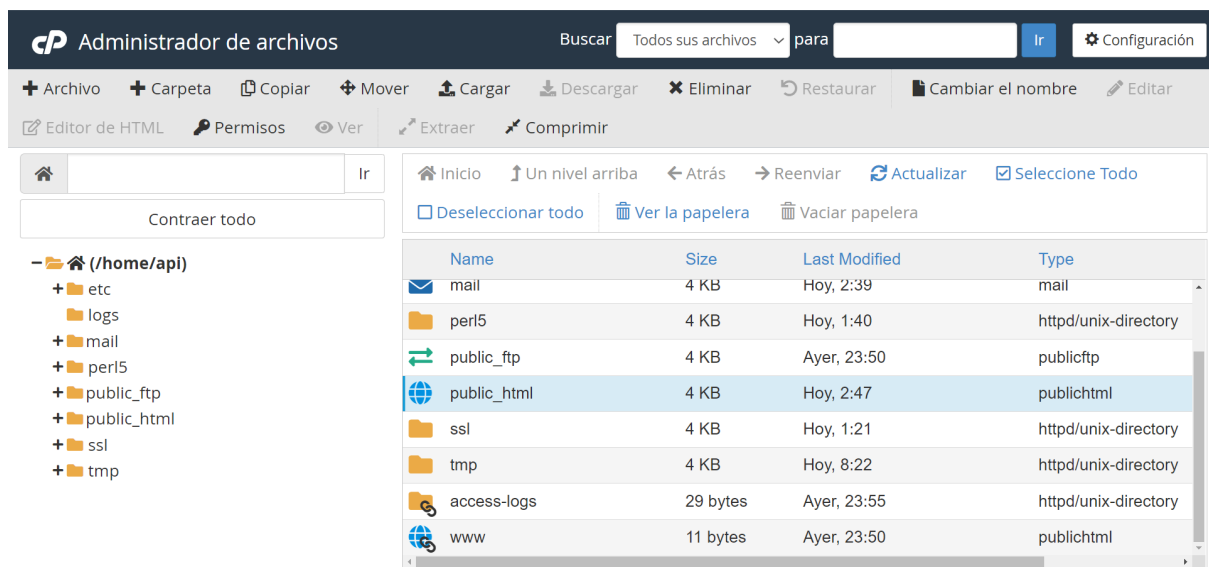 cP Administrador de archivos Buscar Todos sus archivos para Ir Configuración
Archivo Carpeta Copiar Mover Cargar Descargar Eliminar Restaurar Cambiar el nombre Editar
Editor de HTML Permisos Ver Extraer Comprimir
Ir
Contraer todo
(/home/api)
etc
logs
mail
perl5
public_ftp
public_html
ssl
tmp
Inicio Un nivel arriba Atrás Reenviar Actualizar Seleccione Todo
Deseleccionar todo Ver la papelera Vaciar papelera
Name Size Last Modified Type
mail 4 KB Hoy, 2:39 mail
perl5 4 KB Hoy, 1:40 httpd/unix-directory
public_ftp 4 KB Ayer, 23:50 publicftp
public_html 4 KB Hoy, 2:47 publichtml
ssl 4 KB Hoy, 1:21 httpd/unix-directory
tmp 4 KB Hoy, 8:22 httpd/unix-directory
access-logs 29 bytes Ayer, 23:55 httpd/unix-directory
www 11 bytes Ayer, 23:50 publichtml